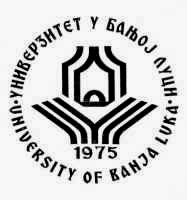 УНИВЕРЗИТЕТ У БАЊОЈ ЛУЦИ
UNIVERSITY OF BANJA LUKA
1975